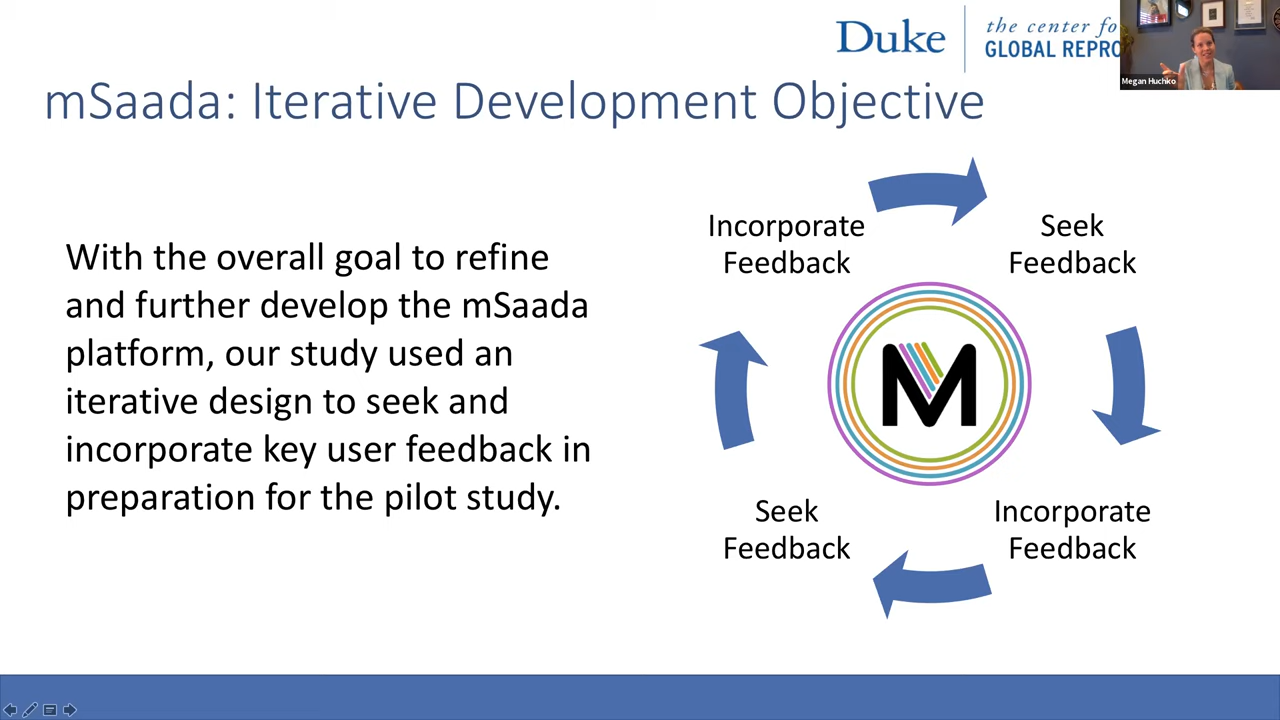 Duke
the center fo
GLOBAL REPRO
Megan Huchko
mSaada: Iterative Development Objective
With the overall goal to refine
and further develop the mSaada
platform, our study used an
iterative design to seek and
incorporate key user feedback in
preparation for the pilot study.
Incorporate
Feedback
Seek
Feedback
M
Seek
Feedback
Incorporate
Feedback